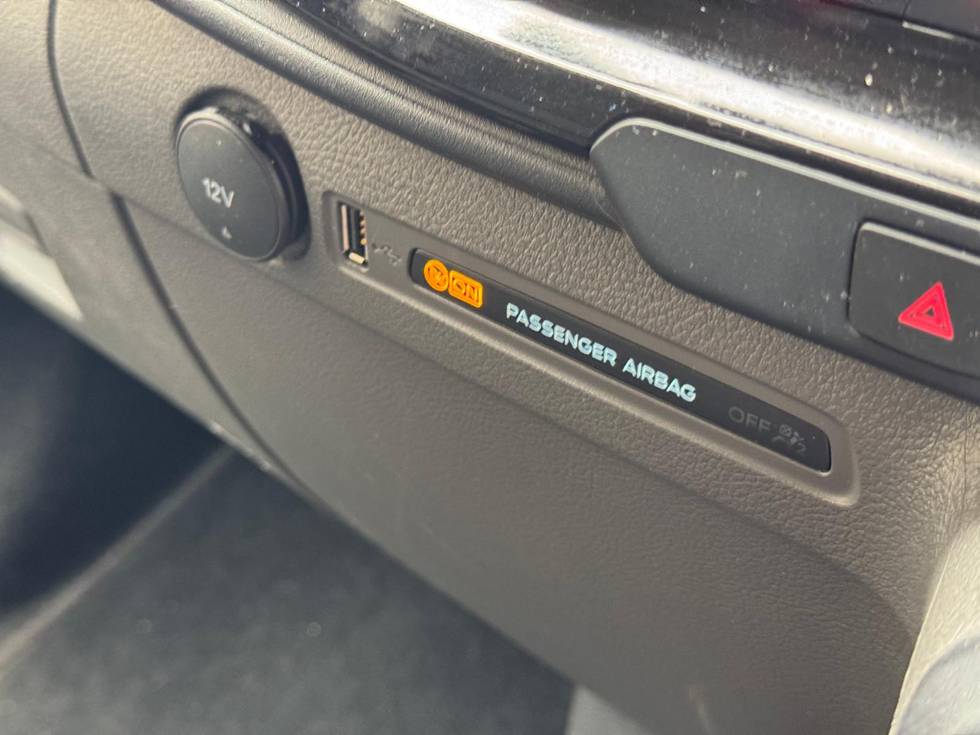 12V
ON PASSENGER AIRBAG OFF